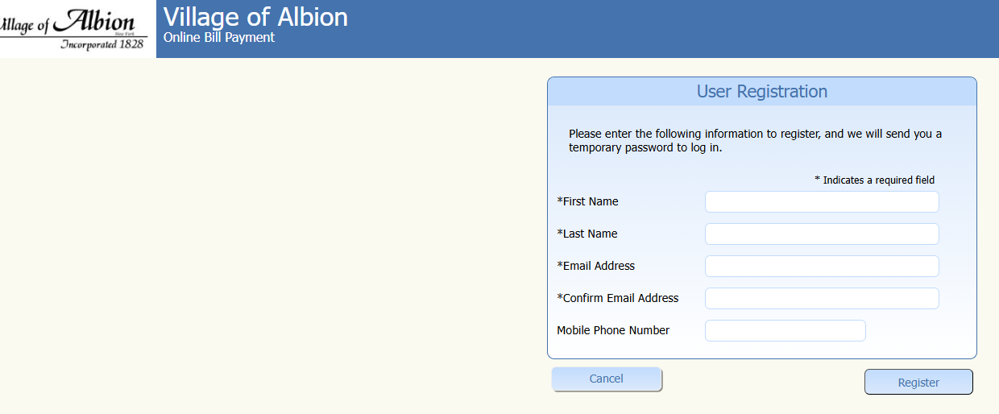 Village of Albion
New York
Incorporated 1828
Village of Albion
Online Bill Payment
User Registration
Please enter the following information to register, and we will send you a
temporary password to log in.
* Indicates a required field
*First Name
*Last Name
*Email Address
*Confirm Email Address
Mobile Phone Number
Cancel
Register